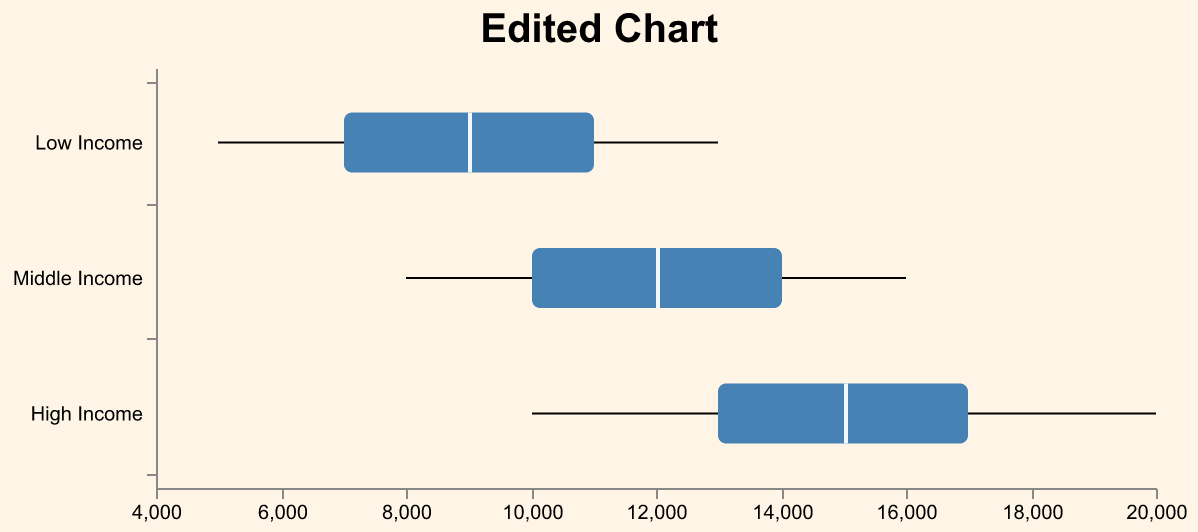 Edited Chart
Low Income
Middle Income
High Income
4,000 6,000 8,000 10,000 12,000 14,000 16,000 18,000 20,000